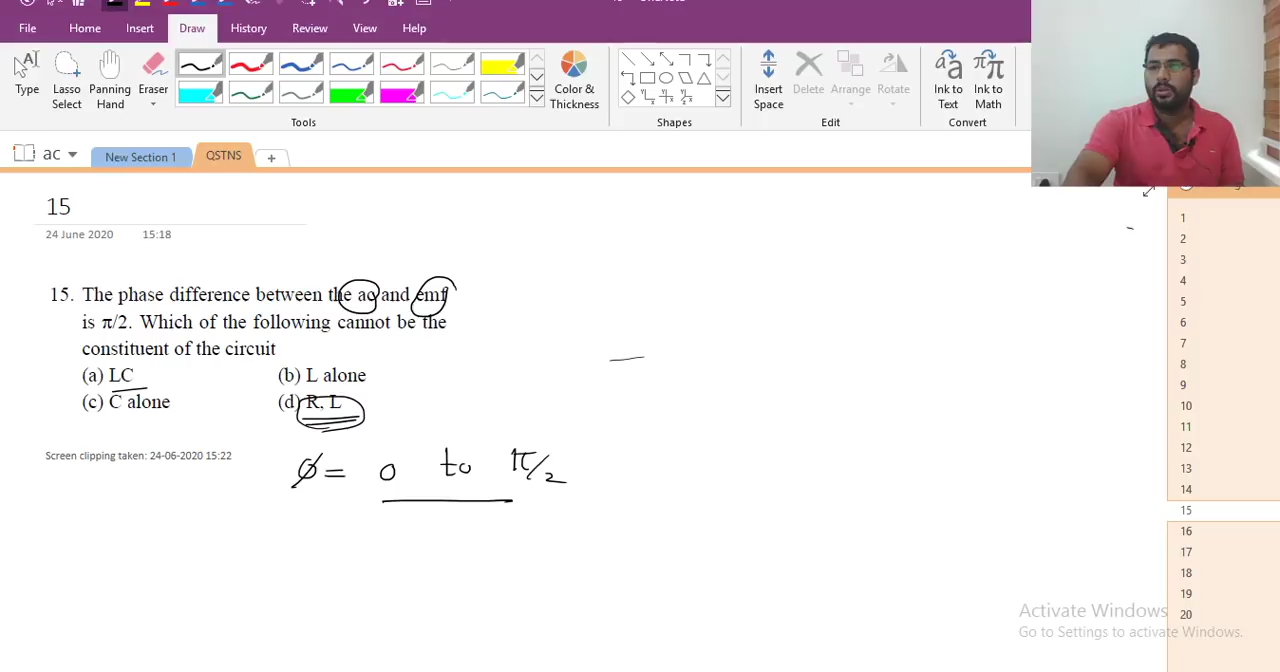 File Home Insert Draw History Review View Help
Type
Lasso Select
Panning Hand
Eraser
Color & Thickness
Insert Space
Delete
Arrange
Rotate
Ink to Text
Ink to Math
Tools
Shapes
Edit
Convert
ac
New Section 1
QSTNS
+
15
24 June 2020 15:18
15. The phase difference between the ac and emf
is π/2. Which of the following cannot be the
constituent of the circuit
(a) LC (b) L alone
(c) C alone (d) R, L
Screen clipping taken: 24-06-2020 15:22
ø = 0 to π/2
1
2
3
4
5
6
7
8
9
10
11
12
13
14
15
16
17
18
19
20
Activate Windows
Go to Settings to activate Windows.